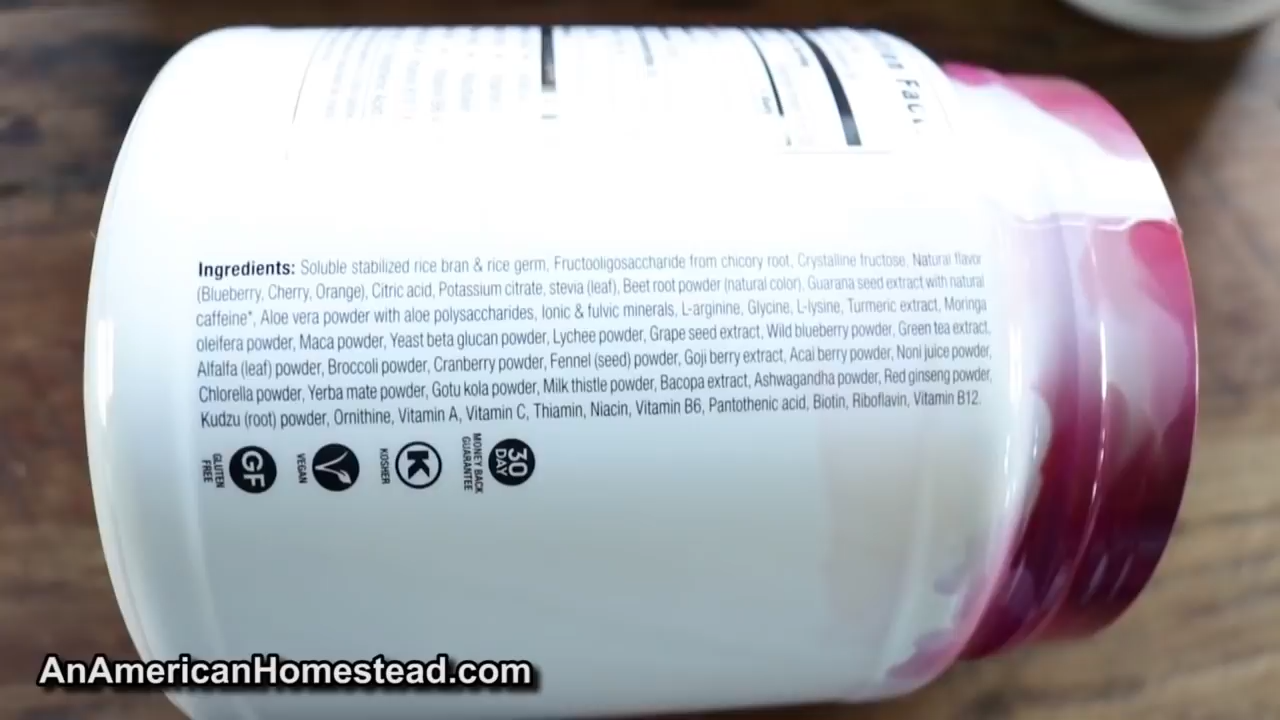 Ingredients: Soluble stabilized rice bran & rice germ, Fructooligosaccharide from chicory root, Crystalline fructose, Natural flavor
(Blueberry, Cherry, Orange), Citric acid, Potassium citrate, stevia (leaf), Beet root powder (natural color), Guarana seed extract with natural
caffeine*, Aloe vera powder with aloe polysaccharides, Ionic & fulvic minerals, L-arginine, Glycine, L-lysine, Turmeric extract, Moringa
oleifera powder, Maca powder, Yeast beta glucan powder, Lychee powder, Grape seed extract, Wild blueberry powder, Green tea extract,
Alfalfa (leaf) powder, Broccoli powder, Cranberry powder, Fennel (seed) powder, Goji berry extract, Acai berry powder, Noni juice powder,
Chlorella powder, Yerba mate powder, Gotu kola powder, Milk thistle powder, Bacopa extract, Ashwagandha powder, Red ginseng powder,
Kudzu (root) powder, Ornithine, Vitamin A, Vitamin C, Thiamin, Niacin, Vitamin B6, Pantothenic acid, Biotin, Riboflavin, Vitamin B12.
30
DAY
MONEY BACK
GUARANTEE
K
KOSHER
V
VEGAN
GF
GLUTEN
FREE
AnAmericanHomestead.com